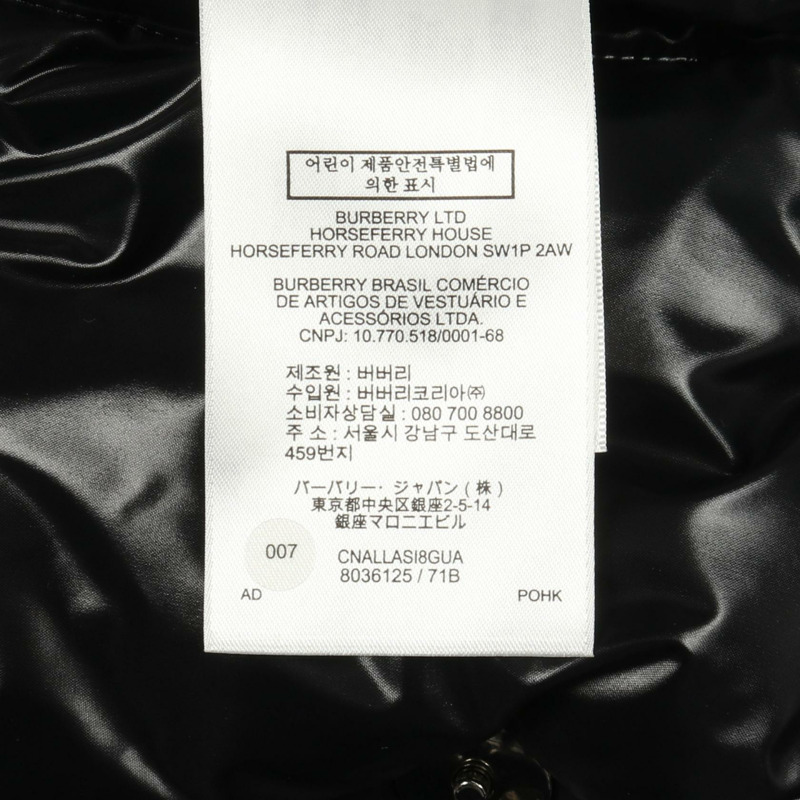 어린이 제품안전특별법에
의한 표시
BURBERRY LTD
HORSEFERRY HOUSE
HORSEFERRY ROAD LONDON SW1P 2AW
BURBERRY BRASIL COMÉRCIO
DE ARTIGOS DE VESTUÁRIO E
ACESSÓRIOS LTDA.
CNPJ: 10.770.518/0001-68
제조원 : 버버리
수입원 : 버버리코리아㈜
소비자상담실 : 080 700 8800
주 소 : 서울시 강남구 도산대로
459번지
バーバリー・ジャパン ( 株 )
東京都中央区銀座2-5-14
銀座マロニエビル
007
CNALLASI8GUA
8036125 / 71B
AD
POHK